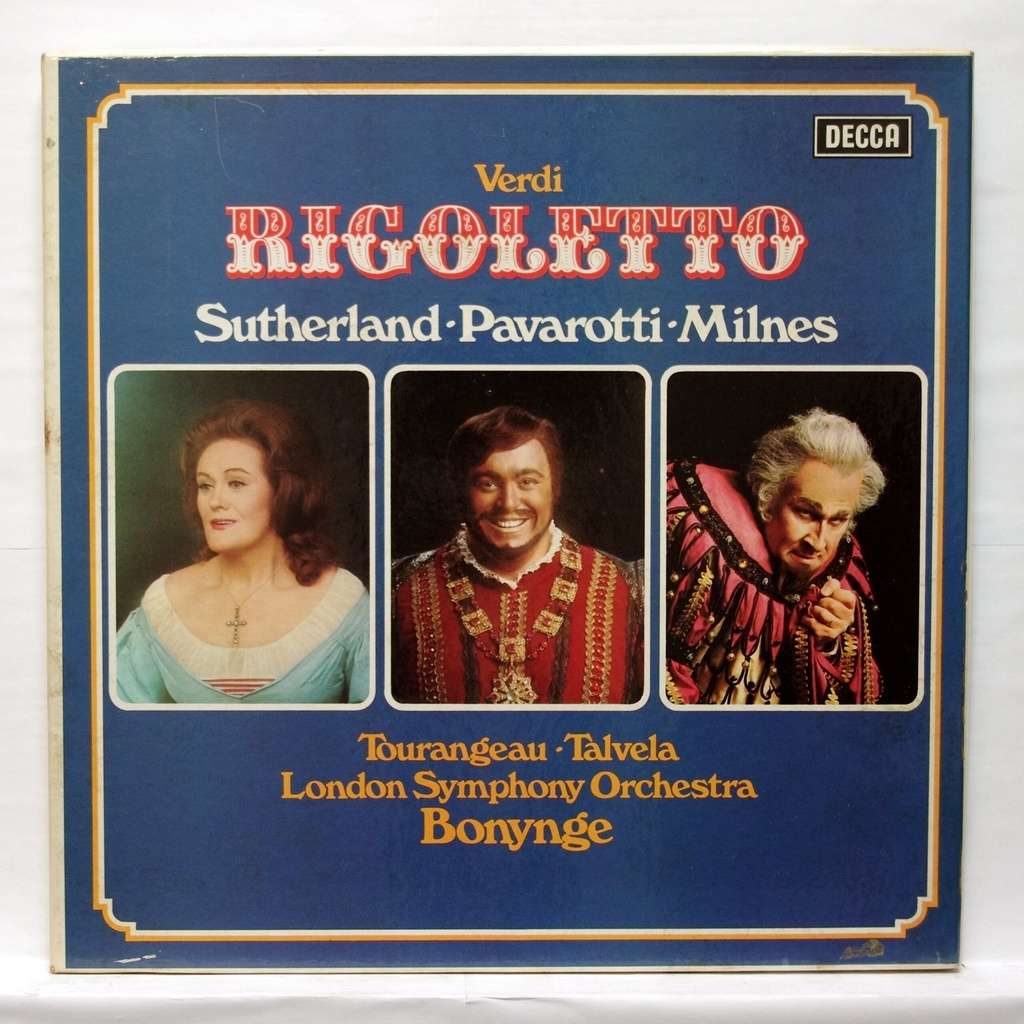 DECCA
Verdi
RIGOLETTO
Sutherland·Pavarotti·Milnes
Tourangeau·Talvela
London Symphony Orchestra
Bonynge